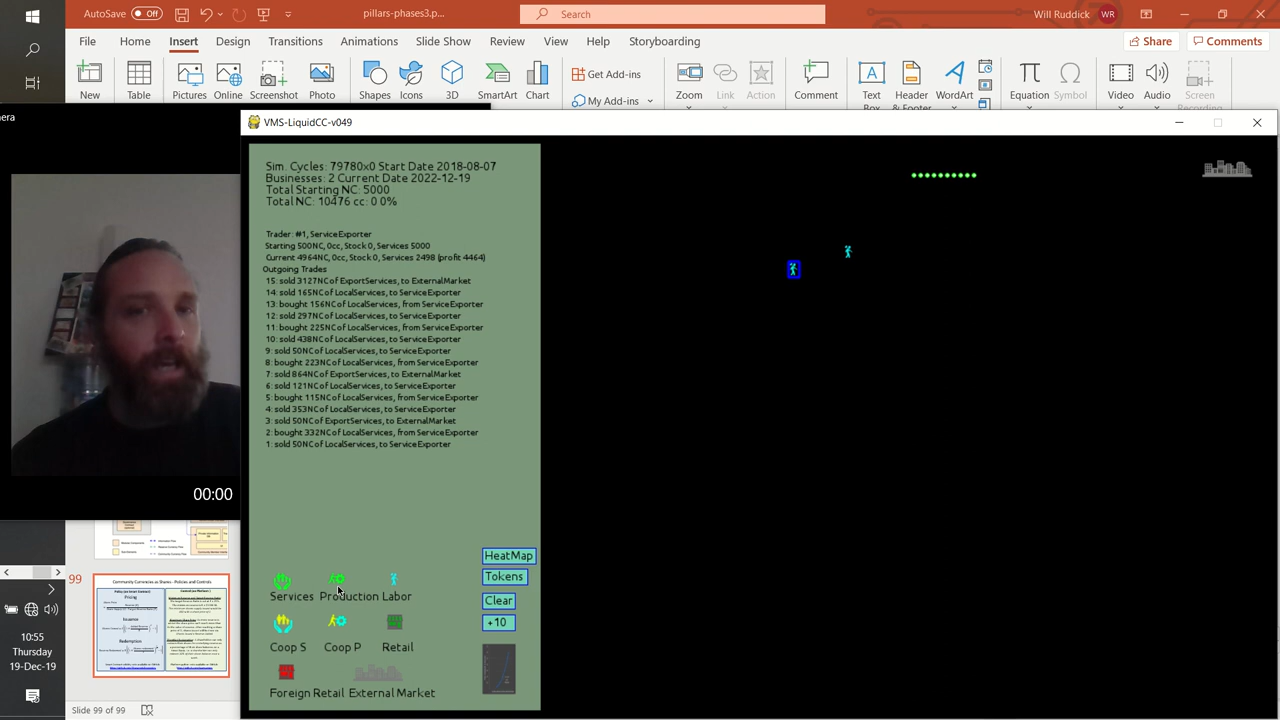 AutoSave Off pillars-phases3.p... Search Will Ruddick WR
File Home Insert Design Transitions Animations Slide Show Review View Help Storyboarding Share Comments
New Table Pictures Online Screenshot Photo Shapes Icons 3D SmartArt Chart Get Add-ins My Add-ins Zoom Link Action Comment Text Box Header & Footer WordArt Equation Symbol Video Audio Screen Recording
era
VMS-LiquidCC-v049
Sim. Cycles: 79780x0 Start Date 2018-08-07
Businesses: 2 Current Date 2022-12-19
Total Starting NC: 5000
Total NC: 10476 cc: 0 0%
Trader: #1, ServiceExporter
Starting 500NC, 0cc, Stock 0, Services 5000
Current 4964NC, 0cc, Stock 0, Services 2498 (profit 4464)
Outgoing Trades
15: sold 3127NC of ExportServices, to ExternalMarket
14: sold 165NC of LocalServices, to ServiceExporter
13: bought 156NC of LocalServices, from ServiceExporter
12: sold 297NC of LocalServices, to ServiceExporter
11: bought 225NC of LocalServices, from ServiceExporter
10: sold 438NC of LocalServices, to ServiceExporter
9: sold 50NC of LocalServices, to ServiceExporter
8: bought 223NC of LocalServices, from ServiceExporter
7: sold 864NC of ExportServices, to ExternalMarket
6: sold 121NC of LocalServices, to ServiceExporter
5: bought 115NC of LocalServices, from ServiceExporter
4: sold 353NC of LocalServices, to ServiceExporter
3: sold 50NC of ExportServices, to ExternalMarket
2: bought 332NC of LocalServices, from ServiceExporter
1: sold 50NC of LocalServices, to ServiceExporter
00:00
HeatMap
Tokens
Clear
+10
Services Production Labor
Coop S Coop P Retail
Foreign Retail External Market
99
Community Currencies as Shares - Policies and Controls
Pricing
Issuance
Redemption
10:55
Thursday
19-Dec-19
Slide 99 of 99